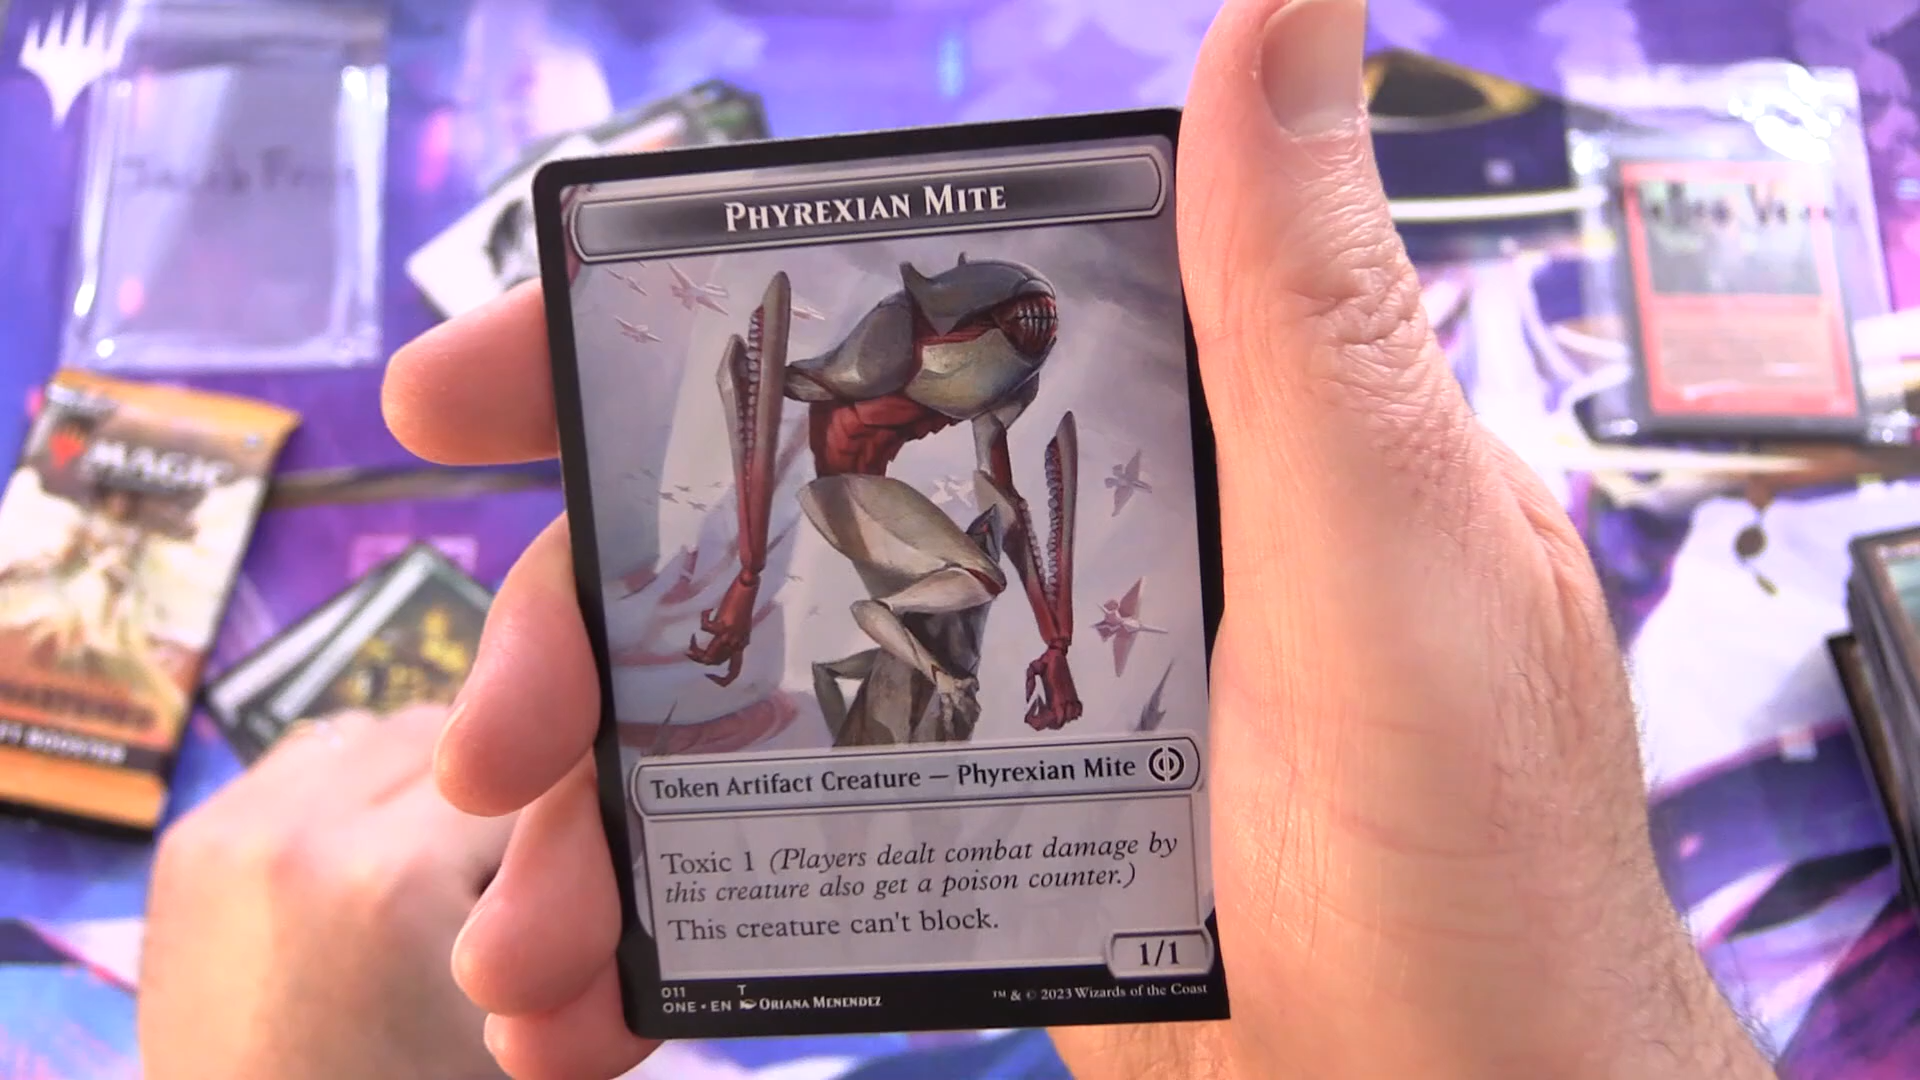 PHYREXIAN MITE
MAGIC
Token Artifact Creature — Phyrexian Mite
Toxic 1 (Players dealt combat damage by
this creature also get a poison counter.)
This creature can't block.
1/1
011 T
ONE • EN ORIANA MENENDEZ
™ & © 2023 Wizards of the Coast